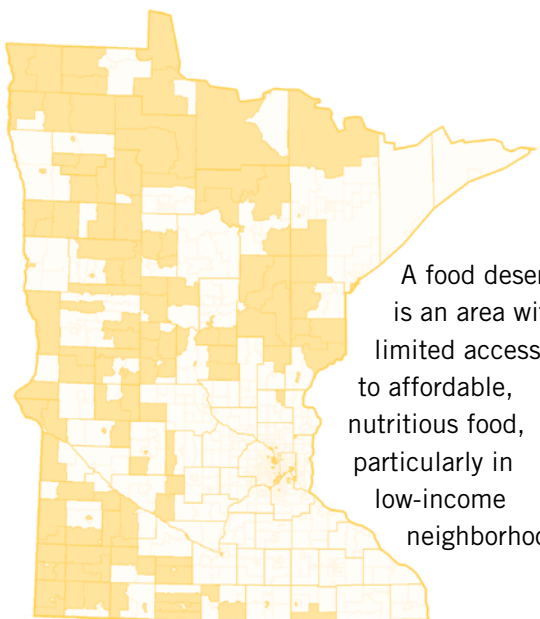 A food deser
is an area wi
limited access
to affordable,
nutritious food,
particularly in
low-income
neighborhoo